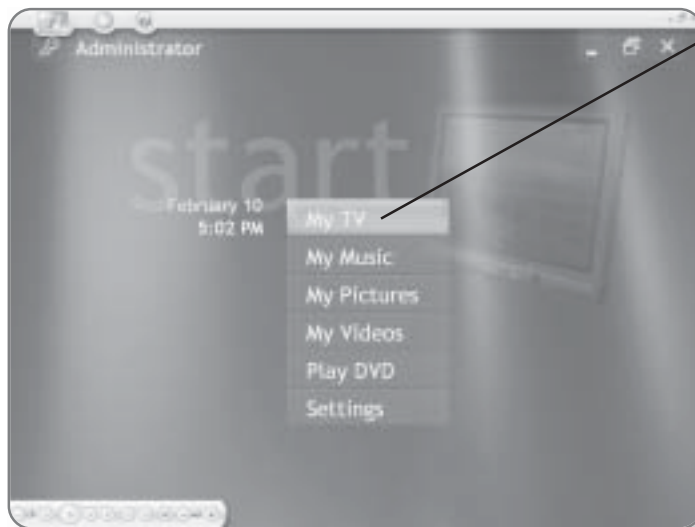 Administrator
start
February 10
5:02 PM
My TV
My Music
My Pictures
My Videos
Play DVD
Settings